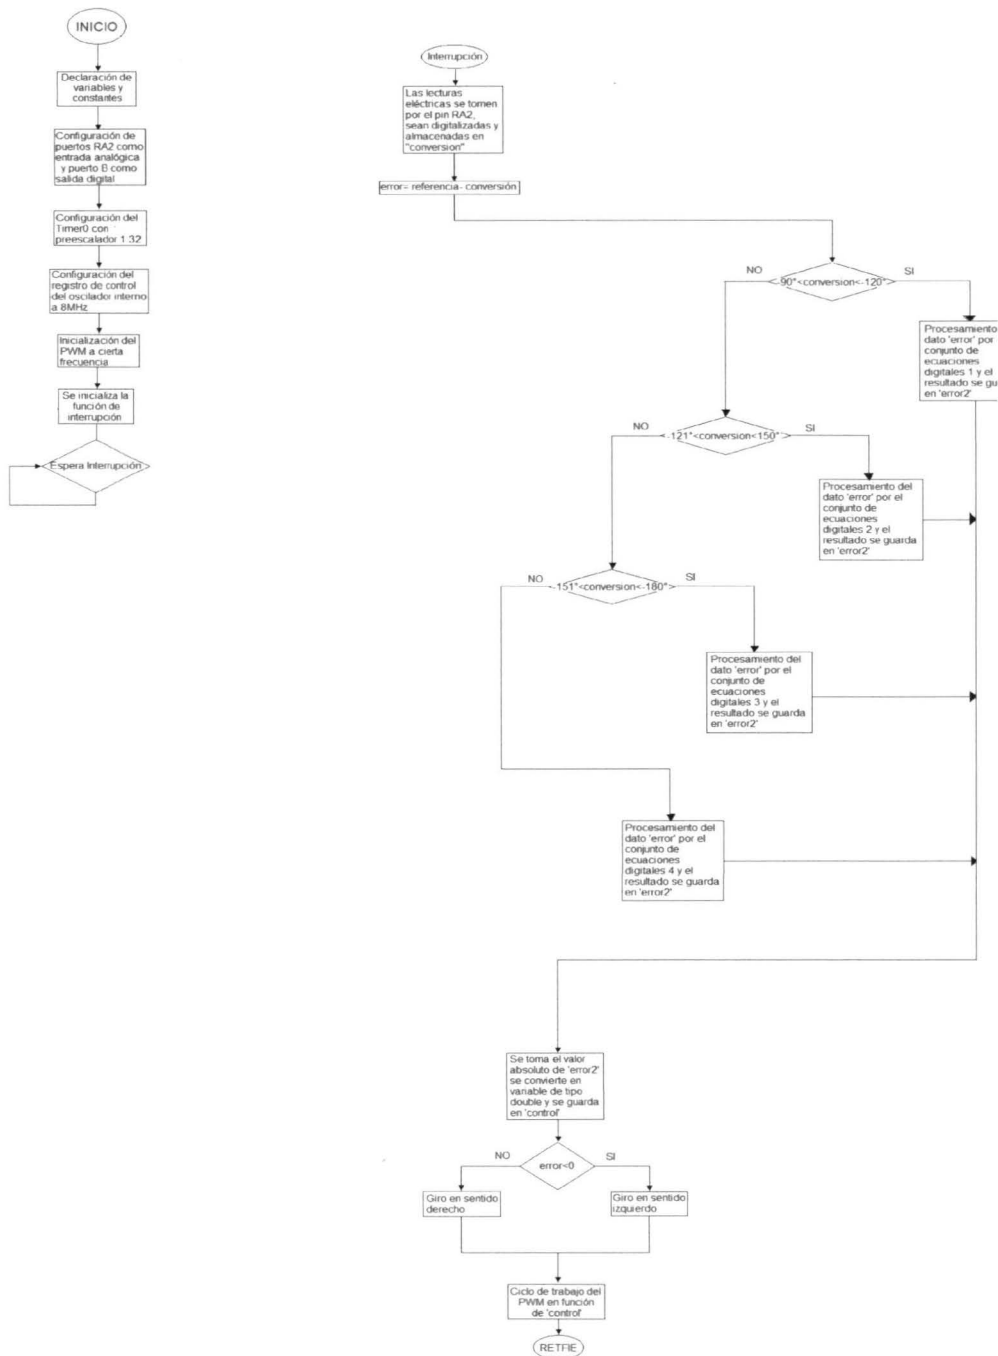 INICIO
Declaración de
variables y
constantes
Configuración de
puertos RA2 como
entrada analógica
y puerto B como
salida digital
Configuración del
Timer0 con
preescalador 1:32
Configuración del
registro de control
del oscilador interno
a 8MHz
Inicialización del
PWM a cierta
frecuencia
Se inicializa la
función de
interrupción
Espera Interrupción
Interrupción
Las lecturas
eléctricas se tomen
por el pin RA2,
sean digitalizadas y
almacenadas en
"conversion"
error= referencia- conversión
NO
-90°<conversion<-120°
SI
Procesamiento
dato 'error' por
conjunto de
ecuaciones
digitales 1 y el
resultado se gu
en 'error2'
NO
-121°<conversion<150°
SI
Procesamiento del
dato 'error' por el
conjunto de
ecuaciones
digitales 2 y el
resultado se guarda
en 'error2'
NO
-151°<conversion<-180°
SI
Procesamiento del
dato 'error' por el
conjunto de
ecuaciones
digitales 3 y el
resultado se guarda
en 'error2'
Procesamiento del
dato 'error' por el
conjunto de
ecuaciones
digitales 4 y el
resultado se guarda
en 'error2'
Se toma el valor
absoluto de 'error2'
se convierte en
variable de tipo
double y se guarda
en 'control'
NO
error<0
SI
Giro en sentido
derecho
Giro en sentido
izquierdo
Ciclo de trabajo del
PWM en función
de 'control'
RETFIE